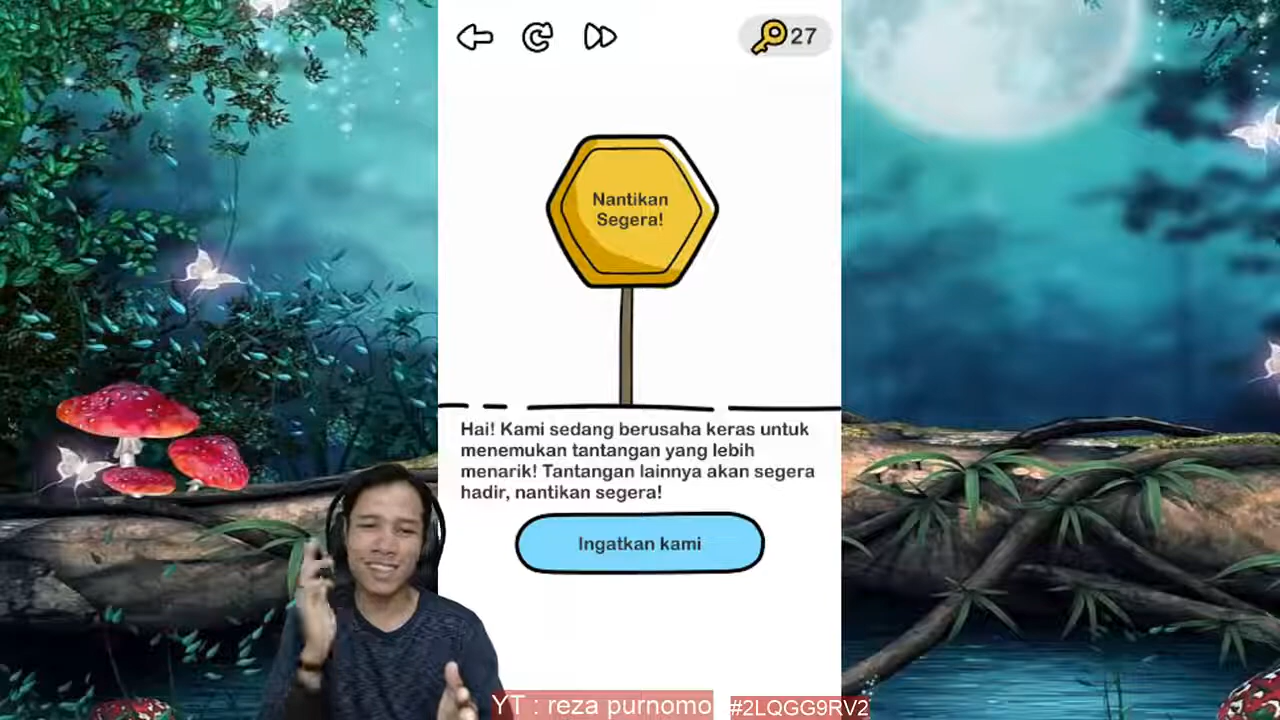 27
Nantikan
Segera!
Hai! Kami sedang berusaha keras untuk
menemukan tantangan yang lebih
menarik! Tantangan lainnya akan segera
hadir, nantikan segera!
Ingatkan kami
YT : reza purnomo
#2LQGG9RV2